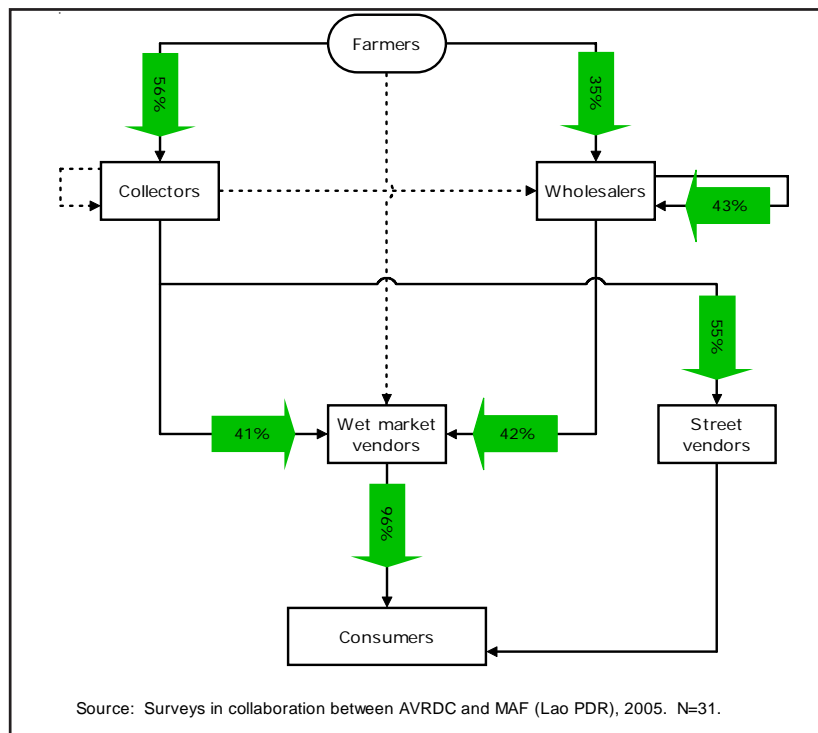 Farmers
56%
35%
Collectors
Wholesalers
43%
55%
41%
Wet market
vendors
42%
Street
vendors
96%
Consumers
Source: Surveys in collaboration between AVRDC and MAF (Lao PDR), 2005. N=31.